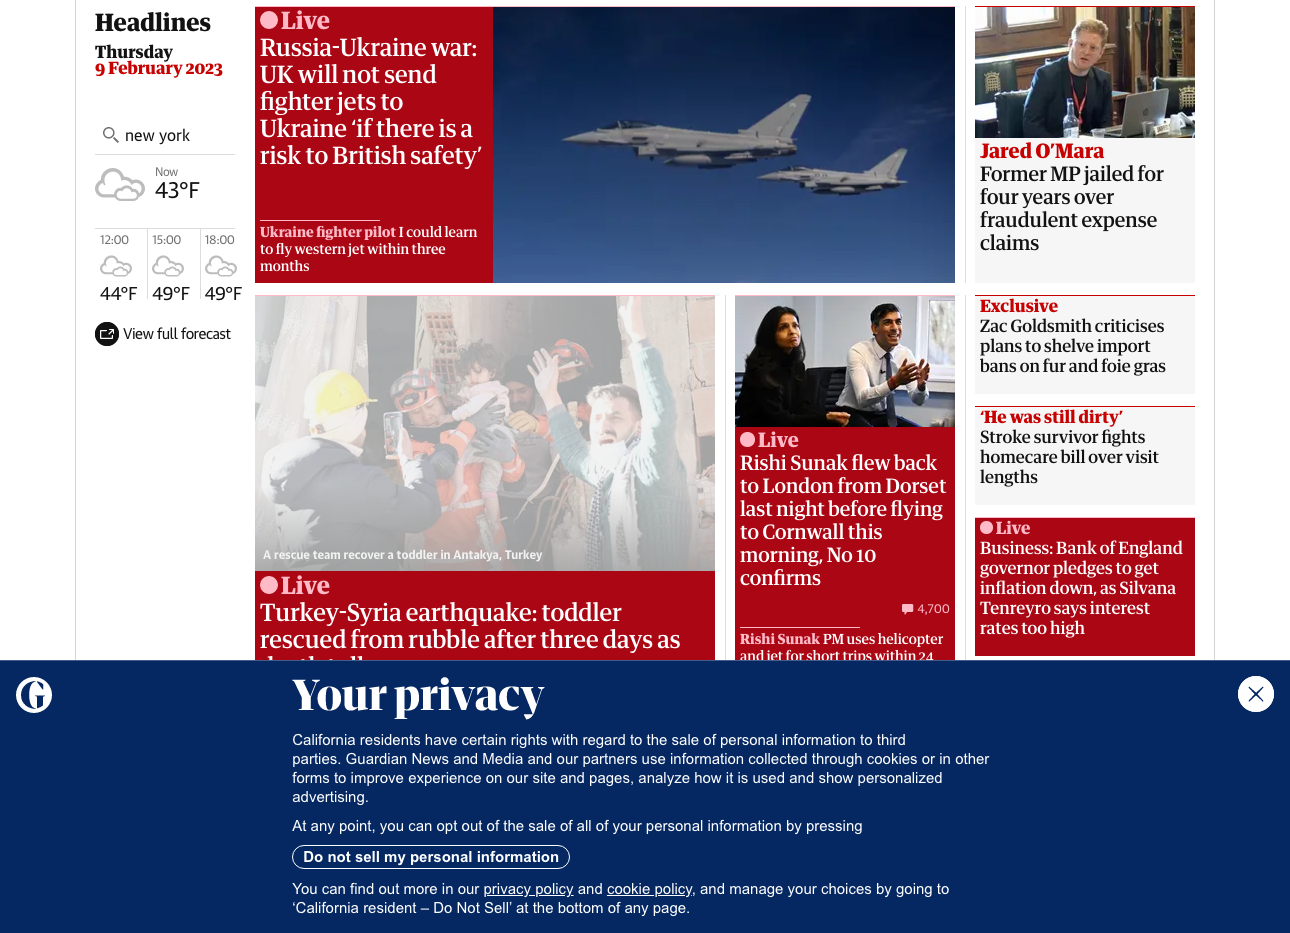 Headlines
Thursday
9 February 2023
new york
Now
43°F
12:00
15:00
18:00
44°F
49°F
49°F
View full forecast
Live
Russia-Ukraine war:
UK will not send
fighter jets to
Ukraine ‘if there is a
risk to British safety’
Ukraine fighter pilot I could learn
to fly western jet within three
months
Jared O’Mara
Former MP jailed for
four years over
fraudulent expense
claims
A rescue team recover a toddler in Antakya, Turkey
Live
Turkey-Syria earthquake: toddler
rescued from rubble after three days as
Live
Rishi Sunak flew back
to London from Dorset
last night before flying
to Cornwall this
morning, No 10
confirms
4,700
Rishi Sunak PM uses helicopter
and jet for short trips within 24
Exclusive
Zac Goldsmith criticises
plans to shelve import
bans on fur and foie gras
‘He was still dirty’
Stroke survivor fights
homecare bill over visit
lengths
Live
Business: Bank of England
governor pledges to get
inflation down, as Silvana
Tenreyro says interest
rates too high
Your privacy
California residents have certain rights with regard to the sale of personal information to third
parties. Guardian News and Media and our partners use information collected through cookies or in other
forms to improve experience on our site and pages, analyze how it is used and show personalized
advertising.
At any point, you can opt out of the sale of all of your personal information by pressing
Do not sell my personal information
You can find out more in our privacy policy and cookie policy, and manage your choices by going to
‘California resident – Do Not Sell’ at the bottom of any page.